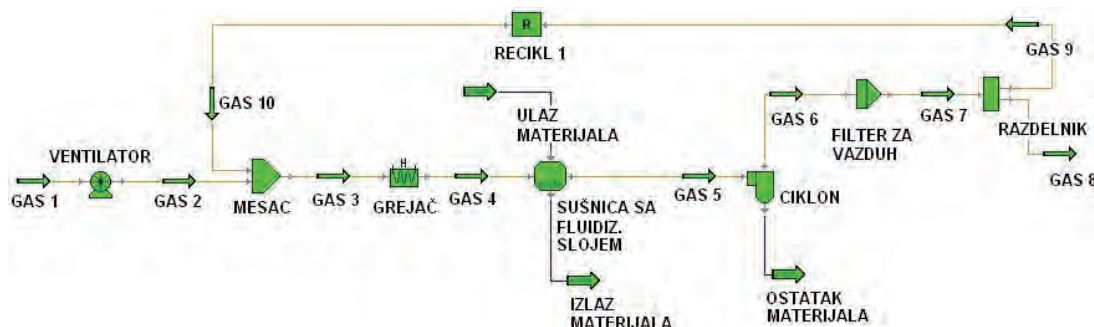 R
RECIKL 1
GAS 9
GAS 10
ULAZ
MATERIJALA
GAS 6
FILTER ZA
VAZDUH
GAS 7
RAZDELNIK
GAS 8
VENTILATOR
GAS 1
GAS 2
MESAC
GAS 3
H
GREJAČ
GAS 4
SUŠNICA SA
FLUIDIZ.
SLOJEM
GAS 5
CIKLON
IZLAZ
MATERIJALA
OSTATAK
MATERIJALA